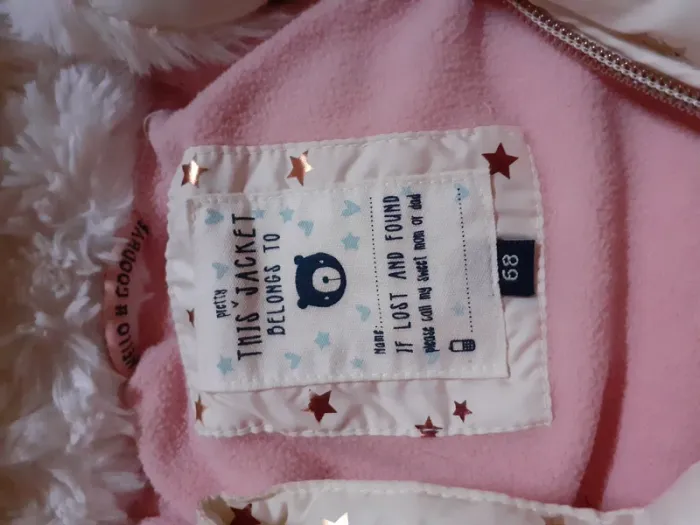 HELLO & GOODBYE
pretty
THIS JACKET
BELONGS TO
Name:
IF LOST AND FOUND
please call my sweet mom or dad
68